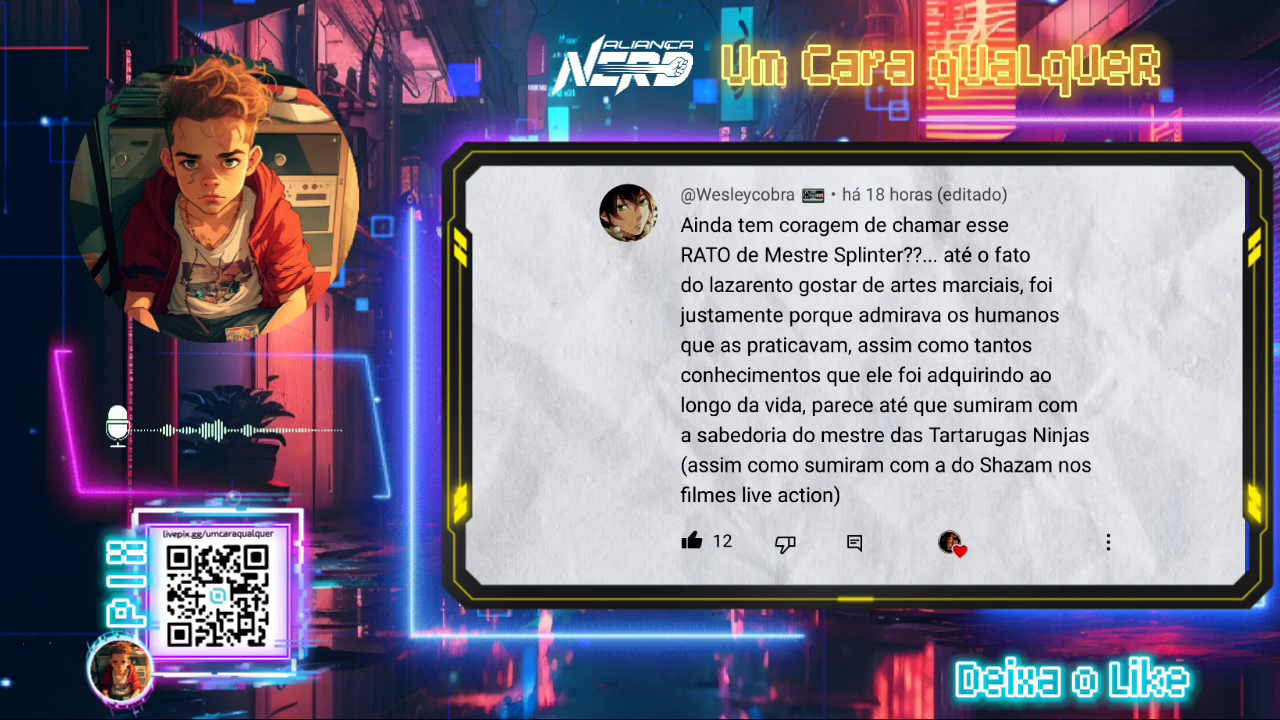 ALIANÇA
NERD
Um Cara qUaLqUeR
@Wesleycobra • há 18 horas (editado)
Ainda tem coragem de chamar esse
RATO de Mestre Splinter??... até o fato
do lazarento gostar de artes marciais, foi
justamente porque admirava os humanos
que as praticavam, assim como tantos
conhecimentos que ele foi adquirindo ao
longo da vida, parece até que sumiram com
a sabedoria do mestre das Tartarugas Ninjas
(assim como sumiram com a do Shazam nos
filmes live action)
12
livepix.gg/umcaraqualquer
PIX
Deixa o Like